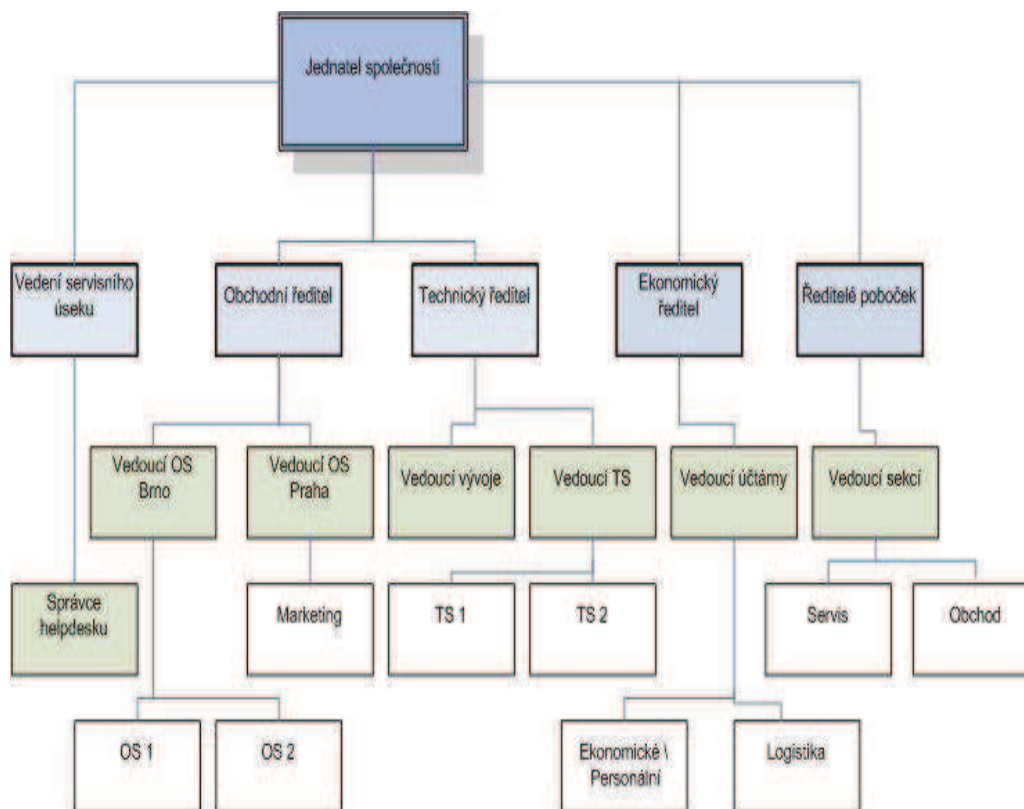 Jednatel společnosti
Vedení servisního
úseku
Obchodní ředitel
Technický ředitel
Ekonomický
ředitel
Ředitelé poboček
Vedoucí OS
Brno
Vedoucí OS
Praha
Vedoucí vývoje
Vedoucí TS
Vedoucí účtárny
Vedoucí sekcí
Správce
helpdesku
Marketing
TS 1
TS 2
Servis
Obchod
OS 1
OS 2
Ekonomické \
Personální
Logistika